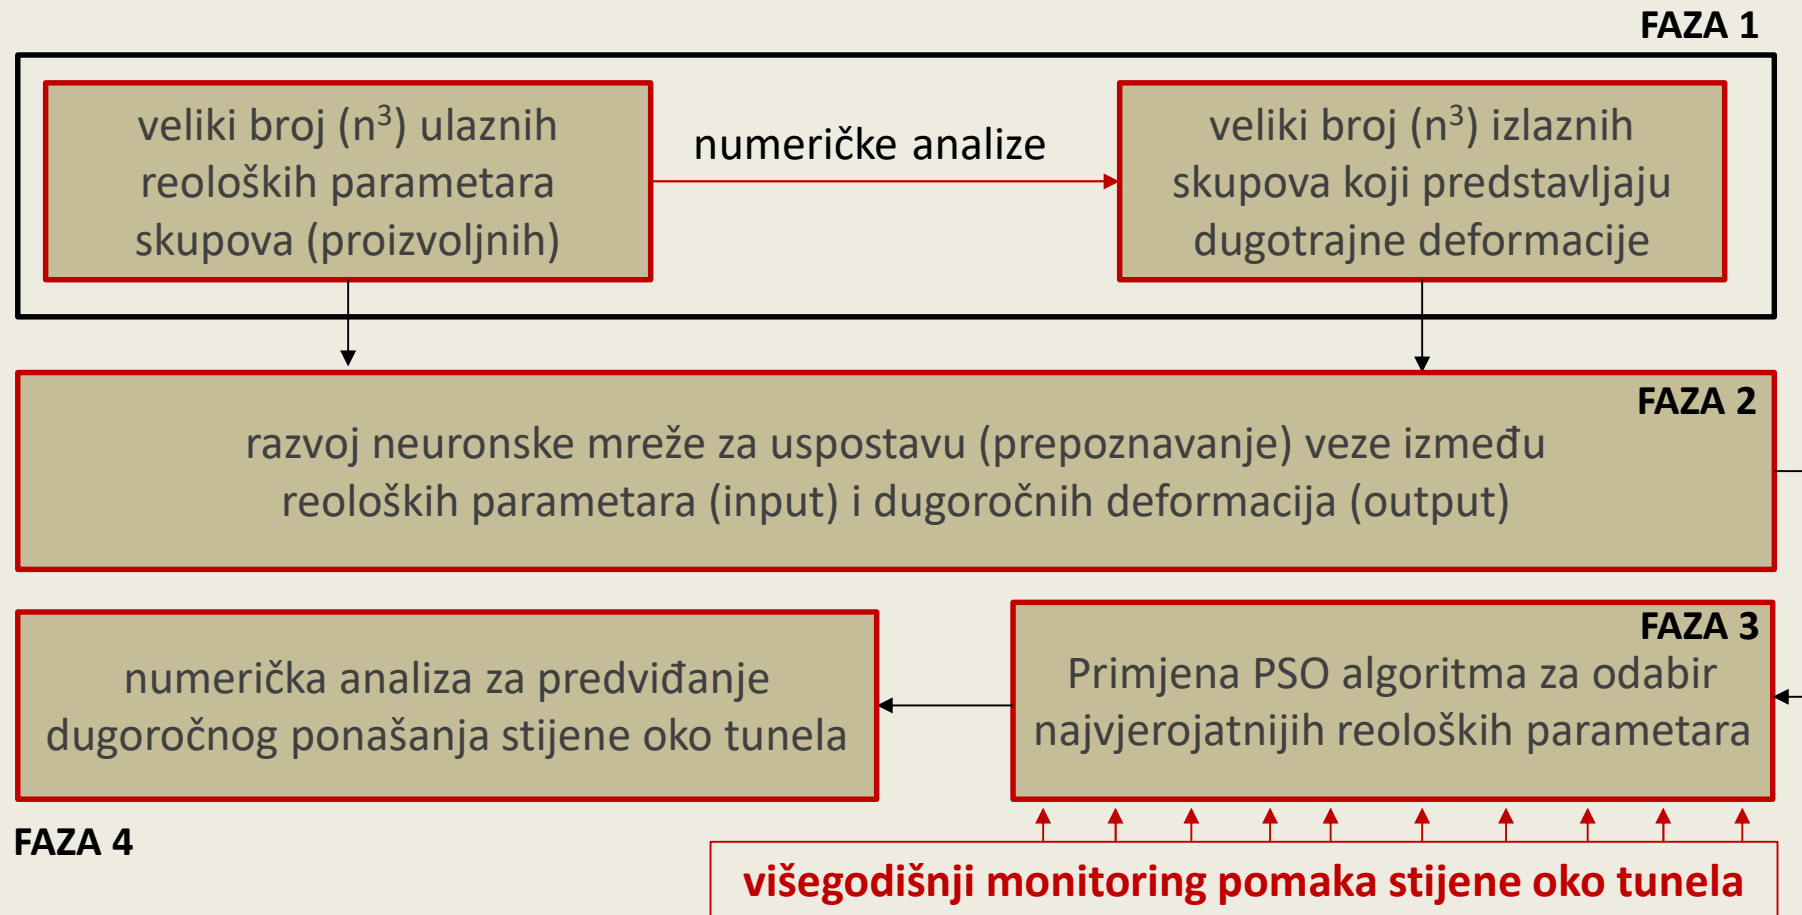 FAZA 1
veliki broj (n³) ulaznih
reoloških parametara
skupova (proizvoljnih)
numeričke analize
veliki broj (n³) izlaznih
skupova koji predstavljaju
dugotrajne deformacije
FAZA 2
razvoj neuronske mreže za uspostavu (prepoznavanje) veze između
reoloških parametara (input) i dugoročnih deformacija (output)
FAZA 3
Primjena PSO algoritma za odabir
najvjerojatnijih reoloških parametara
numerička analiza za predviđanje
dugoročnog ponašanja stijene oko tunela
FAZA 4
višegodišnji monitoring pomaka stijene oko tunela